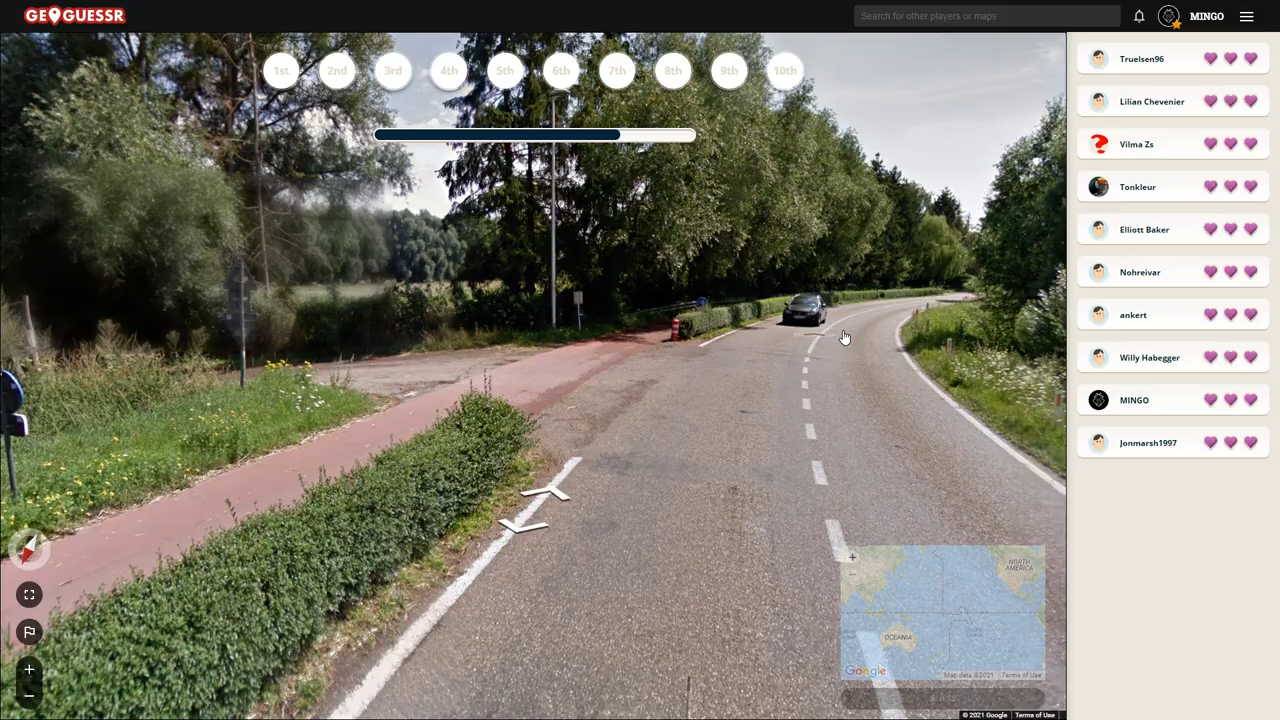 GEOGUESSR
Search for other players or maps
MINGO
1st
2nd
3rd
4th
5th
6th
7th
8th
9th
10th
Truelsen96
Lilian Chevenier
Vilma Zs
Tonkleur
Elliott Baker
Nohreivar
ankert
Willy Habegger
MINGO
Jonmarsh1997
NORTH
AMERICA
OCEANIA
Google
Map data ©2021
Terms of Use
© 2021 Google
Terms of Use